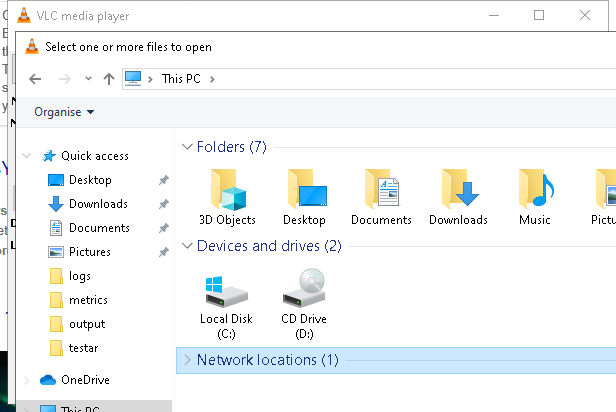 VLC media player
Select one or more files to open
This PC
Organise
Quick access
Desktop
Downloads
Documents
Pictures
logs
metrics
output
testar
OneDrive
This PC
Folders (7)
3D Objects
Desktop
Documents
Downloads
Music
Devices and drives (2)
Local Disk
(C:)
CD Drive
(D:)
Network locations (1)